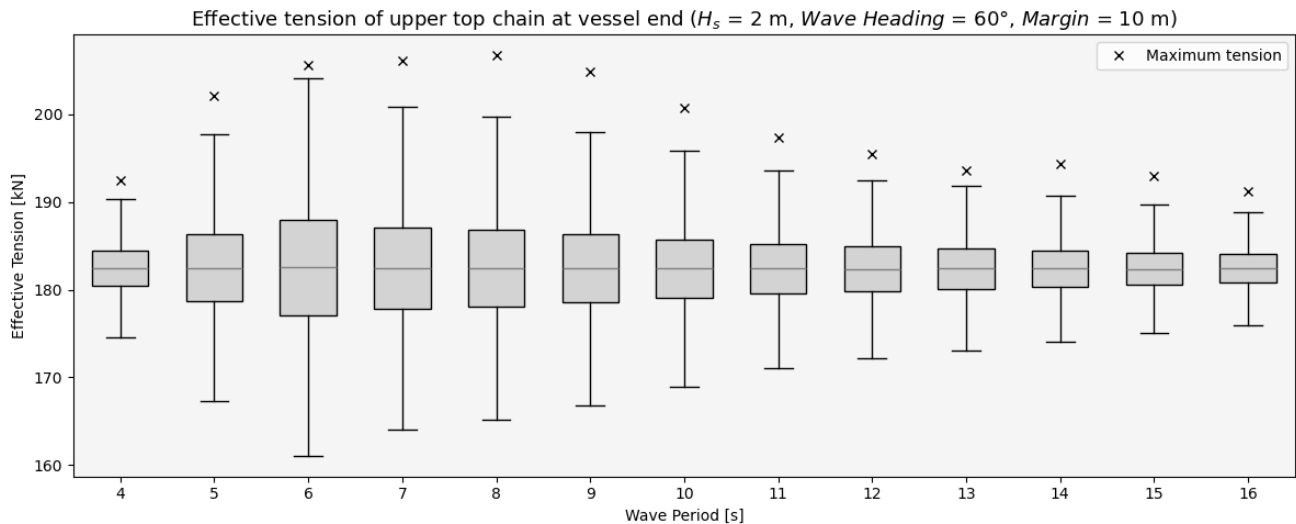 Effective tension of upper top chain at vessel end (Hₛ = 2 m, Wave Heading = 60°, Margin = 10 m)
Maximum tension
Effective Tension [kN]
200
190
180
170
160
4 5 6 7 8 9 10 11 12 13 14 15 16
Wave Period [s]